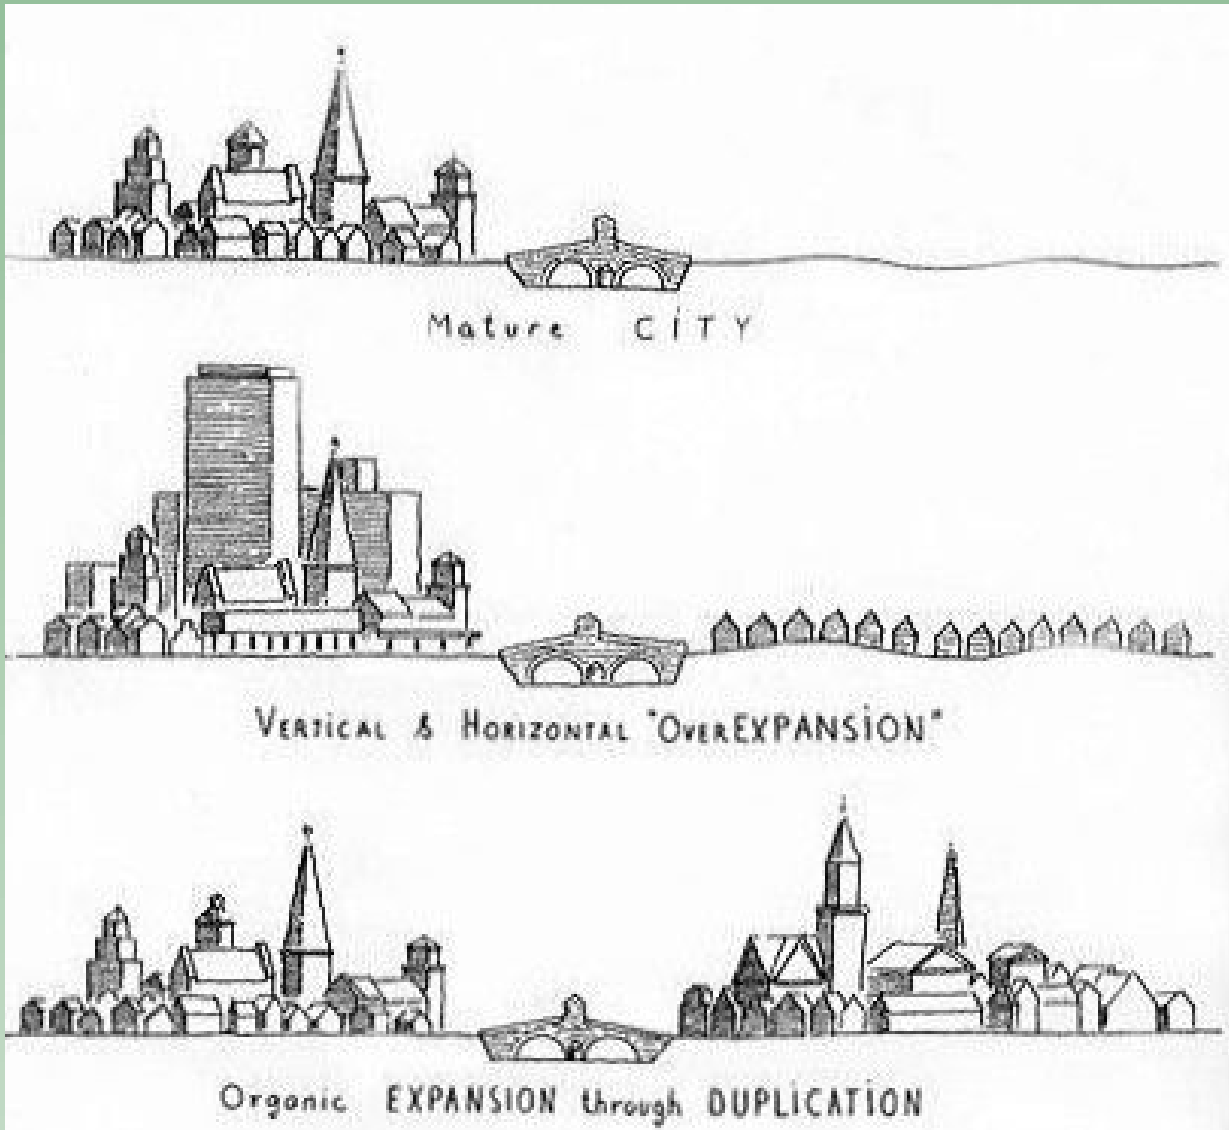 Mature CiTY
VERTiCAL & HORIZONTAL "OVEREXPANSiON"
Organic EXPANSiON through DUPLiCATiON